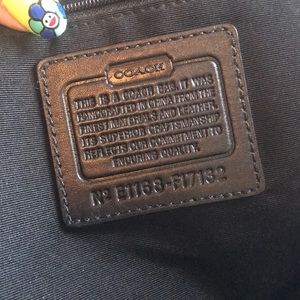 COACH
THIS IS A COACH BAG. IT WAS
HANDCRAFTED IN CHINA FROM THE
FINEST MATERIALS AND LEATHER.
ITS SUPERIOR CRAFTSMANSHIP
REFLECTS OUR COMMITMENT TO
ENDURING QUALITY.
Nº E1168-F17132